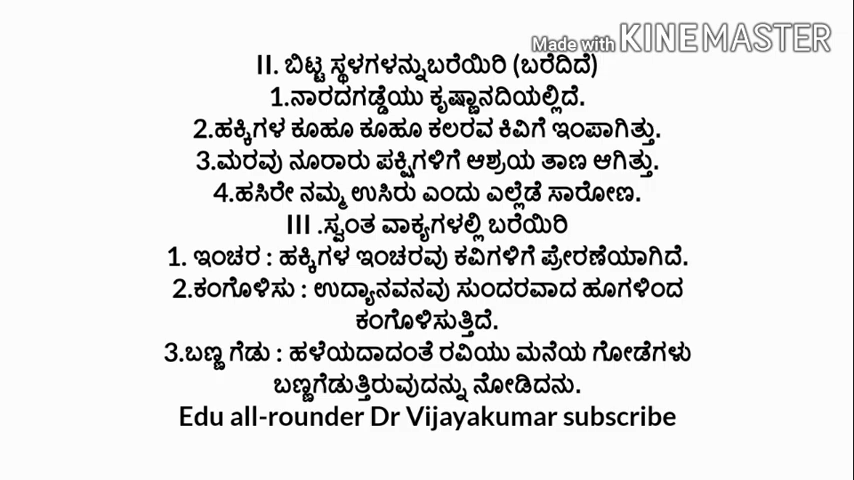 Made with KINEMASTER
II. ಬಿಟ್ಟ ಸ್ಥಳಗಳನ್ನುಬರೆಯಿರಿ (ಬರೆದಿದೆ)
1.ನಾರದಗಡ್ಡೆಯು ಕೃಷ್ಣಾನದಿಯಲ್ಲಿದೆ.
2.ಹಕ್ಕಿಗಳ ಕೂಹೂ ಕೂಹೂ ಕಲರವ ಕಿವಿಗೆ ಇಂಪಾಗಿತ್ತು.
3.ಮರವು ನೂರಾರು ಪಕ್ಷಿಗಳಿಗೆ ಆಶ್ರಯ ತಾಣ ಆಗಿತ್ತು.
4.ಹಸಿರೇ ನಮ್ಮ ಉಸಿರು ಎಂದು ಎಲ್ಲೆಡೆ ಸಾರೋಣ.
III .ಸ್ವಂತ ವಾಕ್ಯಗಳಲ್ಲಿ ಬರೆಯಿರಿ
1. ಇಂಚರ : ಹಕ್ಕಿಗಳ ಇಂಚರವು ಕವಿಗಳಿಗೆ ಪ್ರೇರಣೆಯಾಗಿದೆ.
2.ಕಂಗೊಳಿಸು : ಉದ್ಯಾನವನವು ಸುಂದರವಾದ ಹೂಗಳಿಂದ
ಕಂಗೊಳಿಸುತ್ತಿದೆ.
3.ಬಣ್ಣಗೆಡು : ಹಳೆಯದಾದಂತೆ ರವಿಯು ಮನೆಯ ಗೋಡೆಗಳು
ಬಣ್ಣಗೆಡುತ್ತಿರುವುದನ್ನು ನೋಡಿದನು.
Edu all-rounder Dr Vijayakumar subscribe